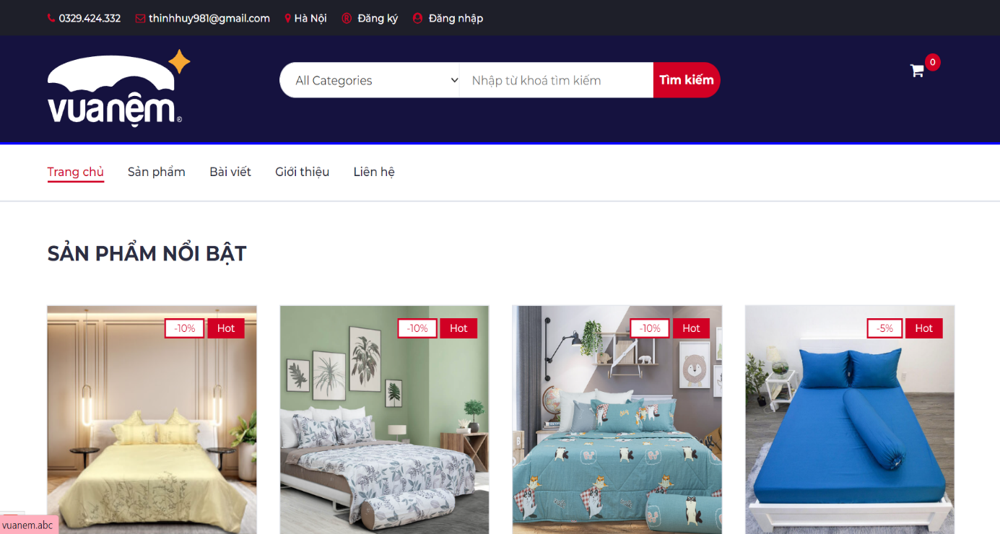 0329.424.332 thinhhuy981@gmail.com Hà Nội Đăng ký Đăng nhập
vuanệm®
All Categories Nhập từ khoá tìm kiếm Tìm kiếm
0
Trang chủ Sản phẩm Bài viết Giới thiệu Liên hệ
SẢN PHẨM NỔI BẬT
-10% Hot -10% Hot -10% Hot -5% Hot
vuanem.abc